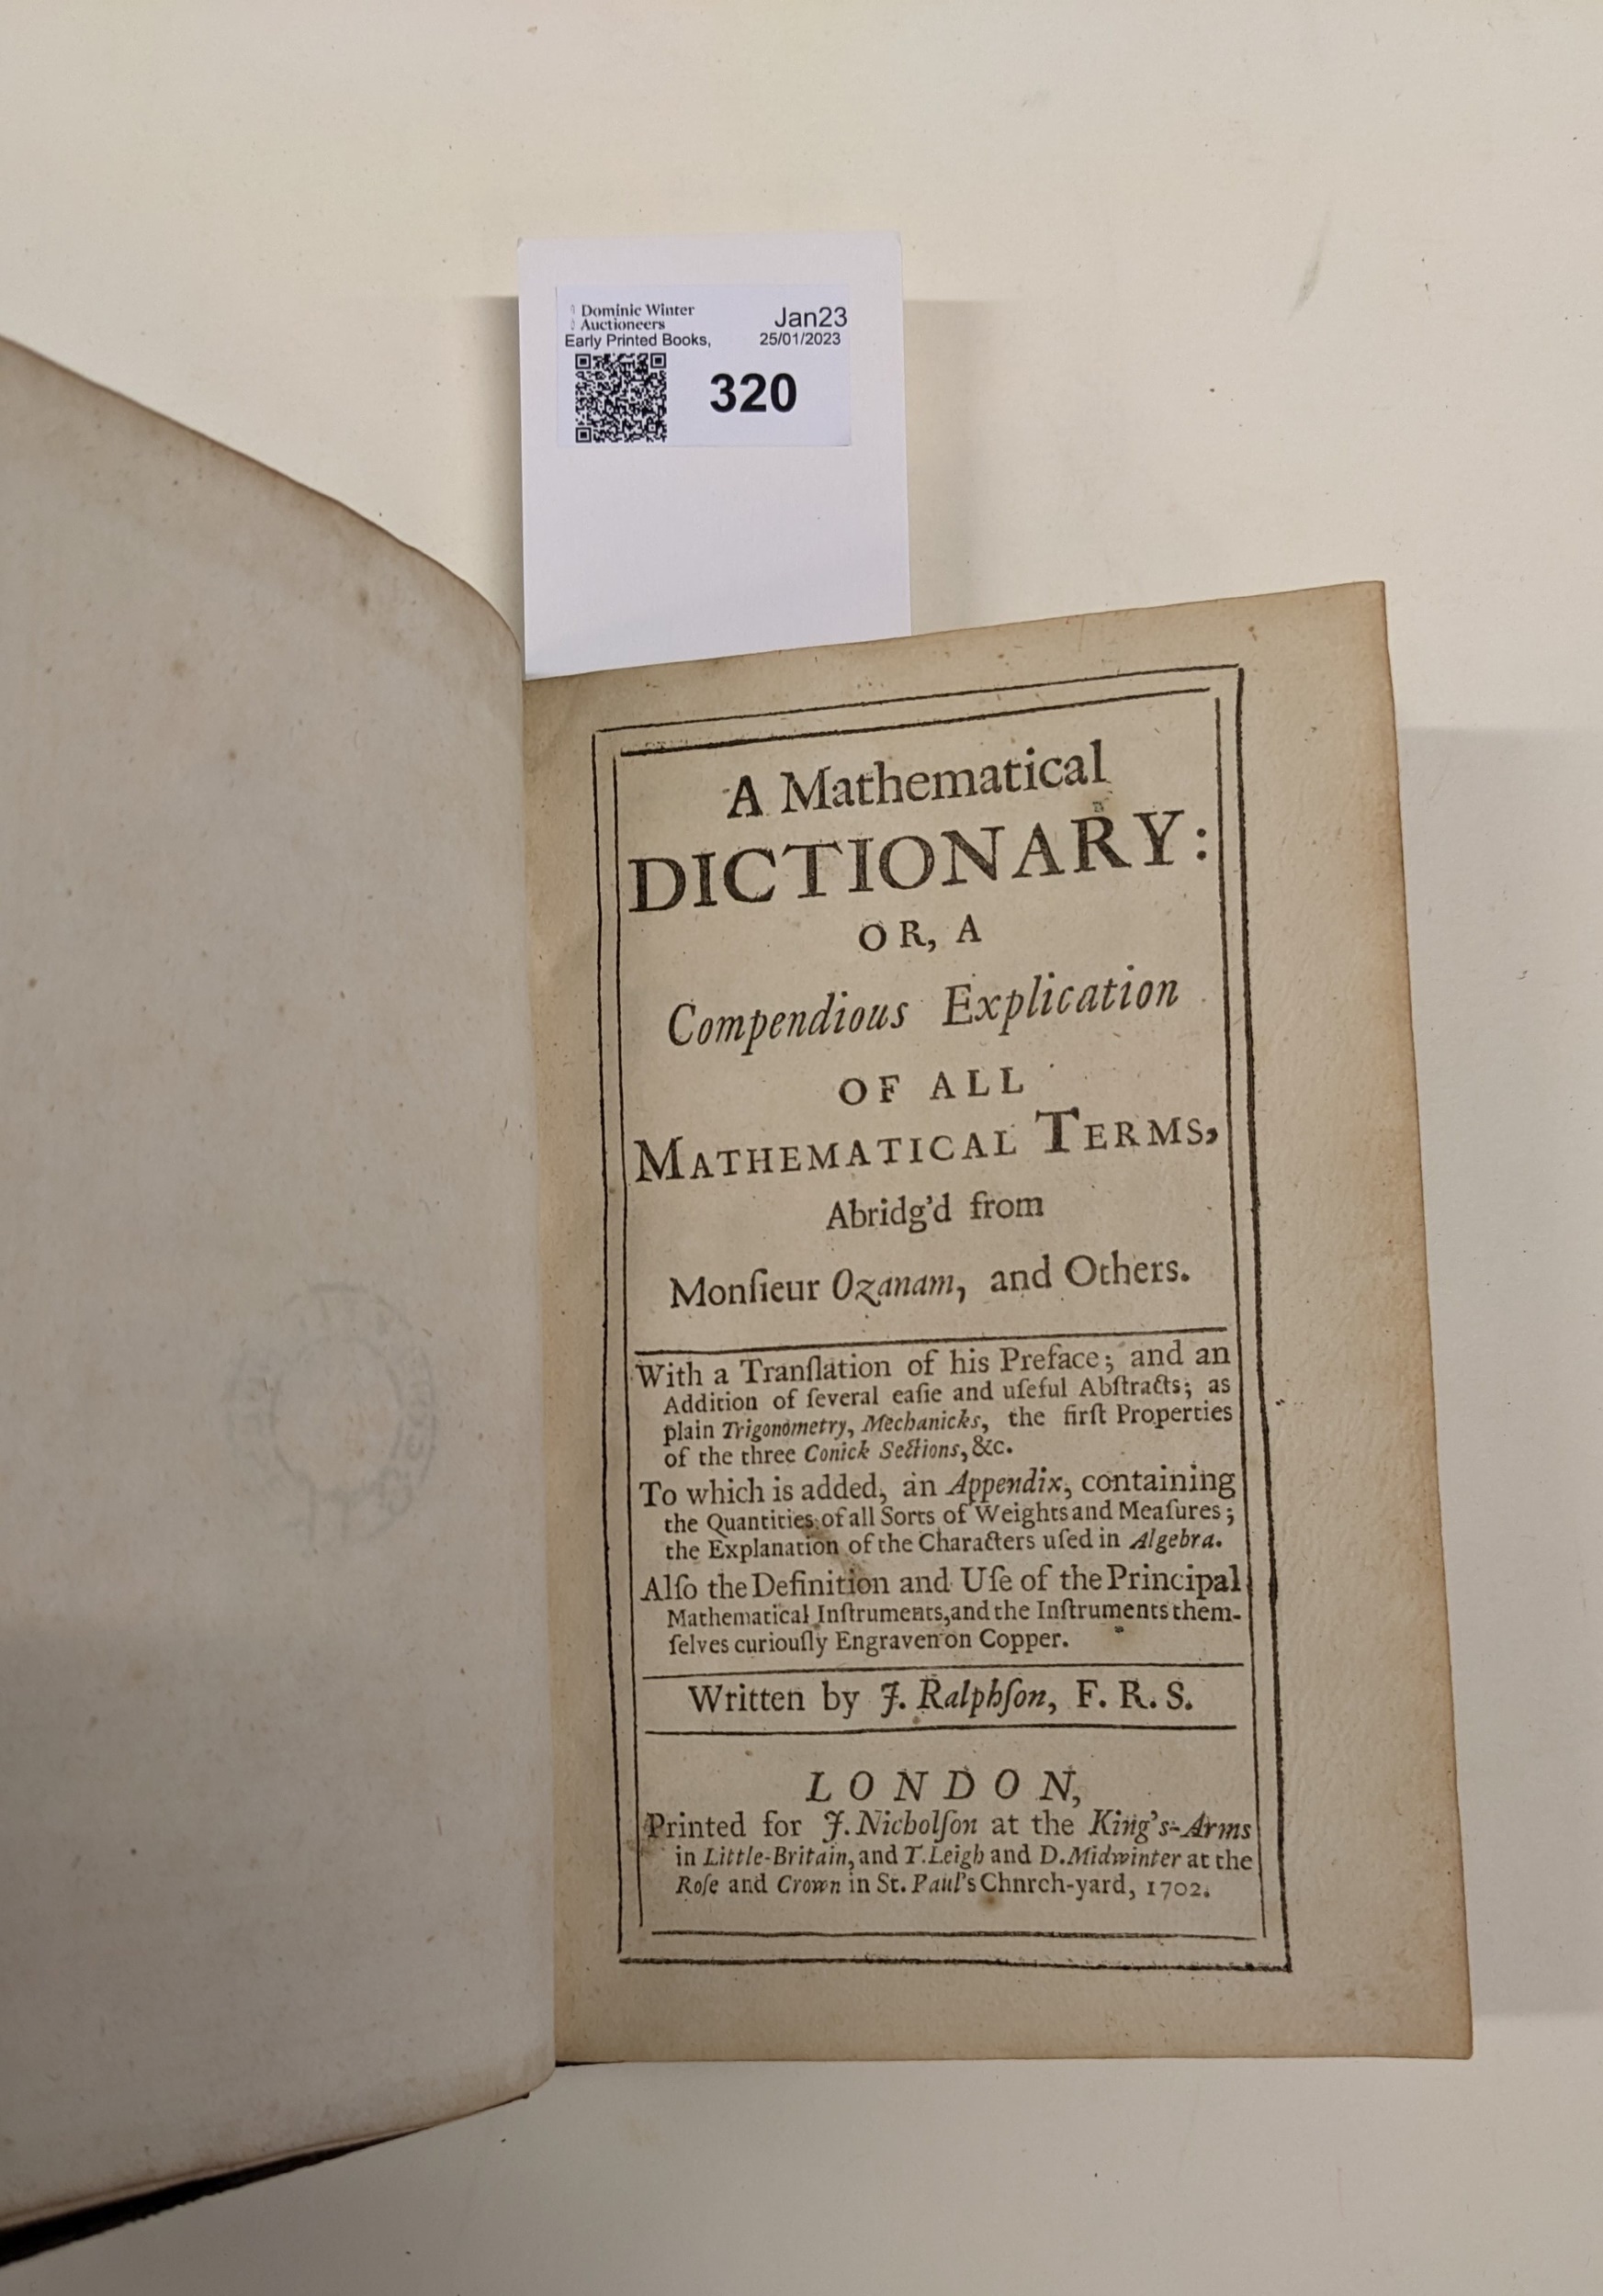 Dominic Winter
Auctioneers
Early Printed Books,
Jan23
25/01/2023
320
A Mathematical
DICTIONARY:
OR, A
Compendious Explication
OF ALL
MATHEMATICAL TERMS,
Abridg'd from
Monſieur Ozanam, and Others.
With a Tranſlation of his Preface; and an
Addition of ſeveral eaſie and uſeful Abſtracts; as
plain Trigonometry, Mechanicks, the firſt Properties
of the three Conick Sections, &c.
To which is added, an Appendix, containing
the Quantities of all Sorts of Weights and Meaſures;
the Explanation of the Characters uſed in Algebra.
Alſo the Definition and Uſe of the Principal
Mathematical Inſtruments, and the Inſtruments them-
ſelves curiouſly Engraven on Copper.
Written by J. Ralphſon, F. R. S.
LONDON,
Printed for J. Nicholſon at the King's-Arms
in Little-Britain, and T. Leigh and D. Midwinter at the
Roſe and Crown in St. Paul's Chnrch-yard, 1702.